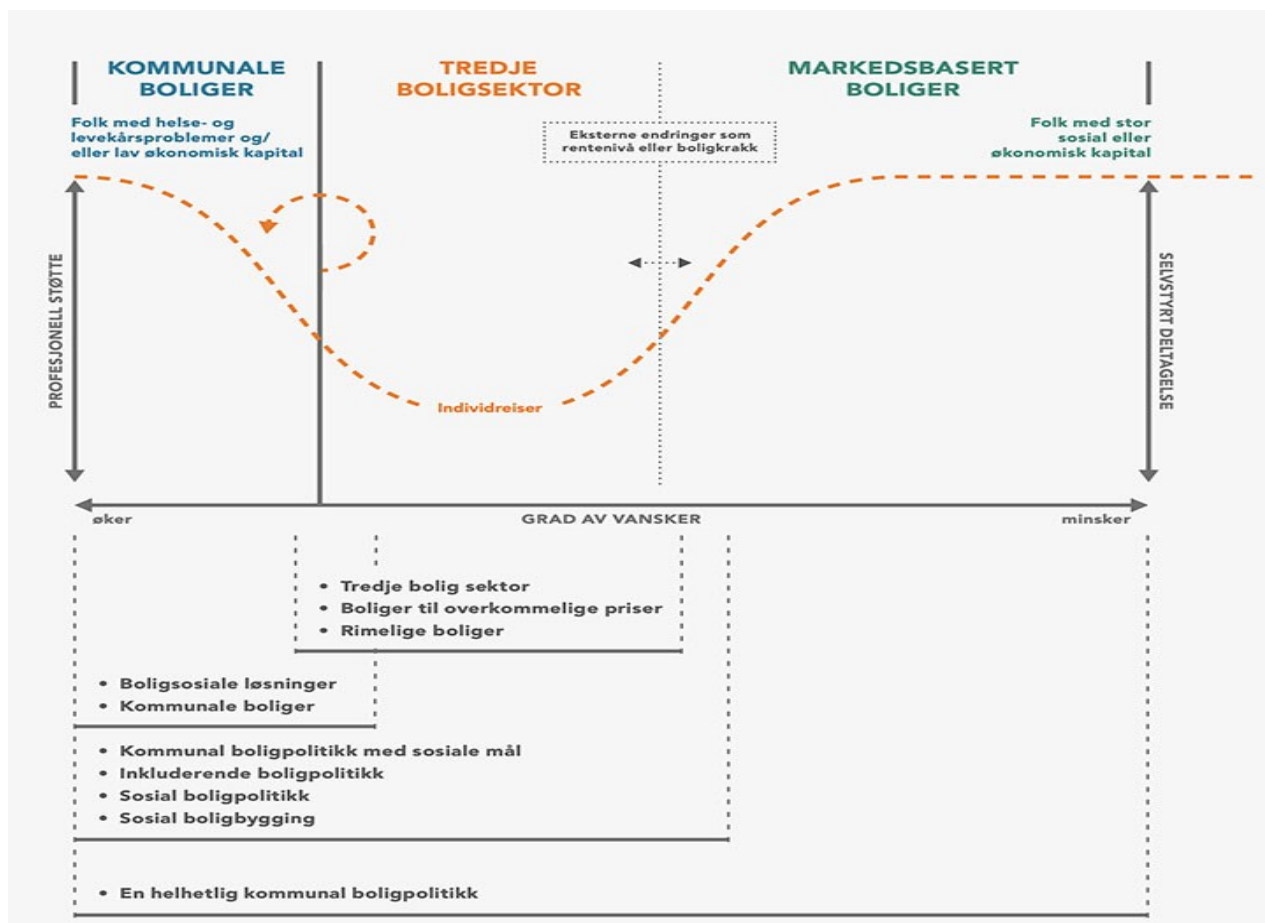 KOMMUNALE
BOLIGER
Folk med helse- og
levekårsproblemer og/
eller lav økonomisk kapital
TREDJE
BOLIGSEKTOR
Eksterne endringer som
rentenivå eller boligkrakk
MARKEDSBASERT
BOLIGER
Folk med stor
sosial eller
økonomisk kapital
PROFESJONELL STØTTE
Individreiser
SELVSTYRT DELTAGELSE
øker
GRAD AV VANSKER
minsker
• Tredje bolig sektor
• Boliger til overkommelige priser
• Rimelige boliger
• Boligsosiale løsninger
• Kommunale boliger
• Kommunal boligpolitikk med sosiale mål
• Inkluderende boligpolitikk
• Sosial boligpolitikk
• Sosial boligbygging
• En helhetlig kommunal boligpolitikk